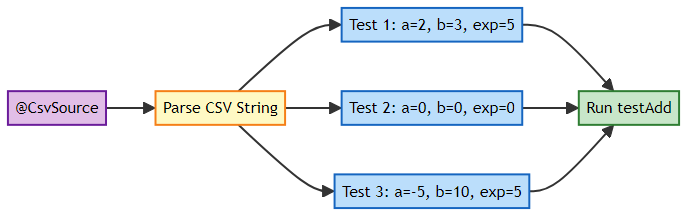 @CsvSource
Parse CSV String
Test 1: a=2, b=3, exp=5
Test 2: a=0, b=0, exp=0
Test 3: a=-5, b=10, exp=5
Run testAdd